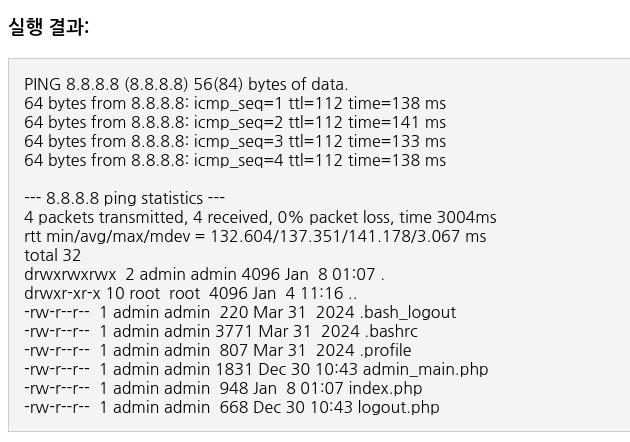 실행 결과:
PING 8.8.8.8 (8.8.8.8) 56(84) bytes of data.
64 bytes from 8.8.8.8: icmp_seq=1 ttl=112 time=138 ms
64 bytes from 8.8.8.8: icmp_seq=2 ttl=112 time=141 ms
64 bytes from 8.8.8.8: icmp_seq=3 ttl=112 time=133 ms
64 bytes from 8.8.8.8: icmp_seq=4 ttl=112 time=138 ms
--- 8.8.8.8 ping statistics ---
4 packets transmitted, 4 received, 0% packet loss, time 3004ms
rtt min/avg/max/mdev = 132.604/137.351/141.178/3.067 ms
total 32
drwxrwxrwx  2 admin admin 4096 Jan  8 01:07 .
drwxr-xr-x 10 root  root  4096 Jan  4 11:16 ..
-rw-r--r--  1 admin admin  220 Mar 31  2024 .bash_logout
-rw-r--r--  1 admin admin 3771 Mar 31  2024 .bashrc
-rw-r--r--  1 admin admin  807 Mar 31  2024 .profile
-rw-r--r--  1 admin admin 1831 Dec 30 10:43 admin_main.php
-rw-r--r--  1 admin admin  948 Jan  8 01:07 index.php
-rw-r--r--  1 admin admin  668 Dec 30 10:43 logout.php